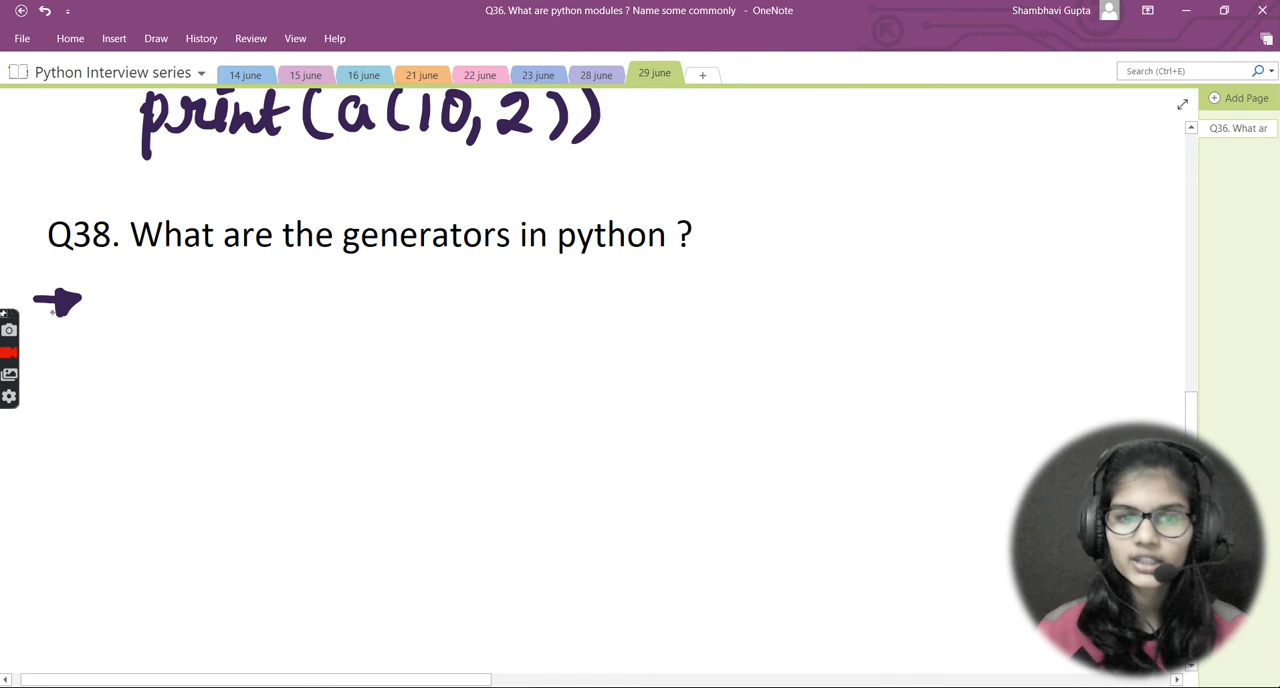 Q36. What are python modules ? Name some commonly - OneNote
Shambhavi Gupta
File Home Insert Draw History Review View Help
Python Interview series
14 june 15 june 16 june 21 june 22 june 23 june 28 june 29 june +
Search (Ctrl+E)
Add Page
Q36. What ar
print(a(10,2))
Q38. What are the generators in python ?